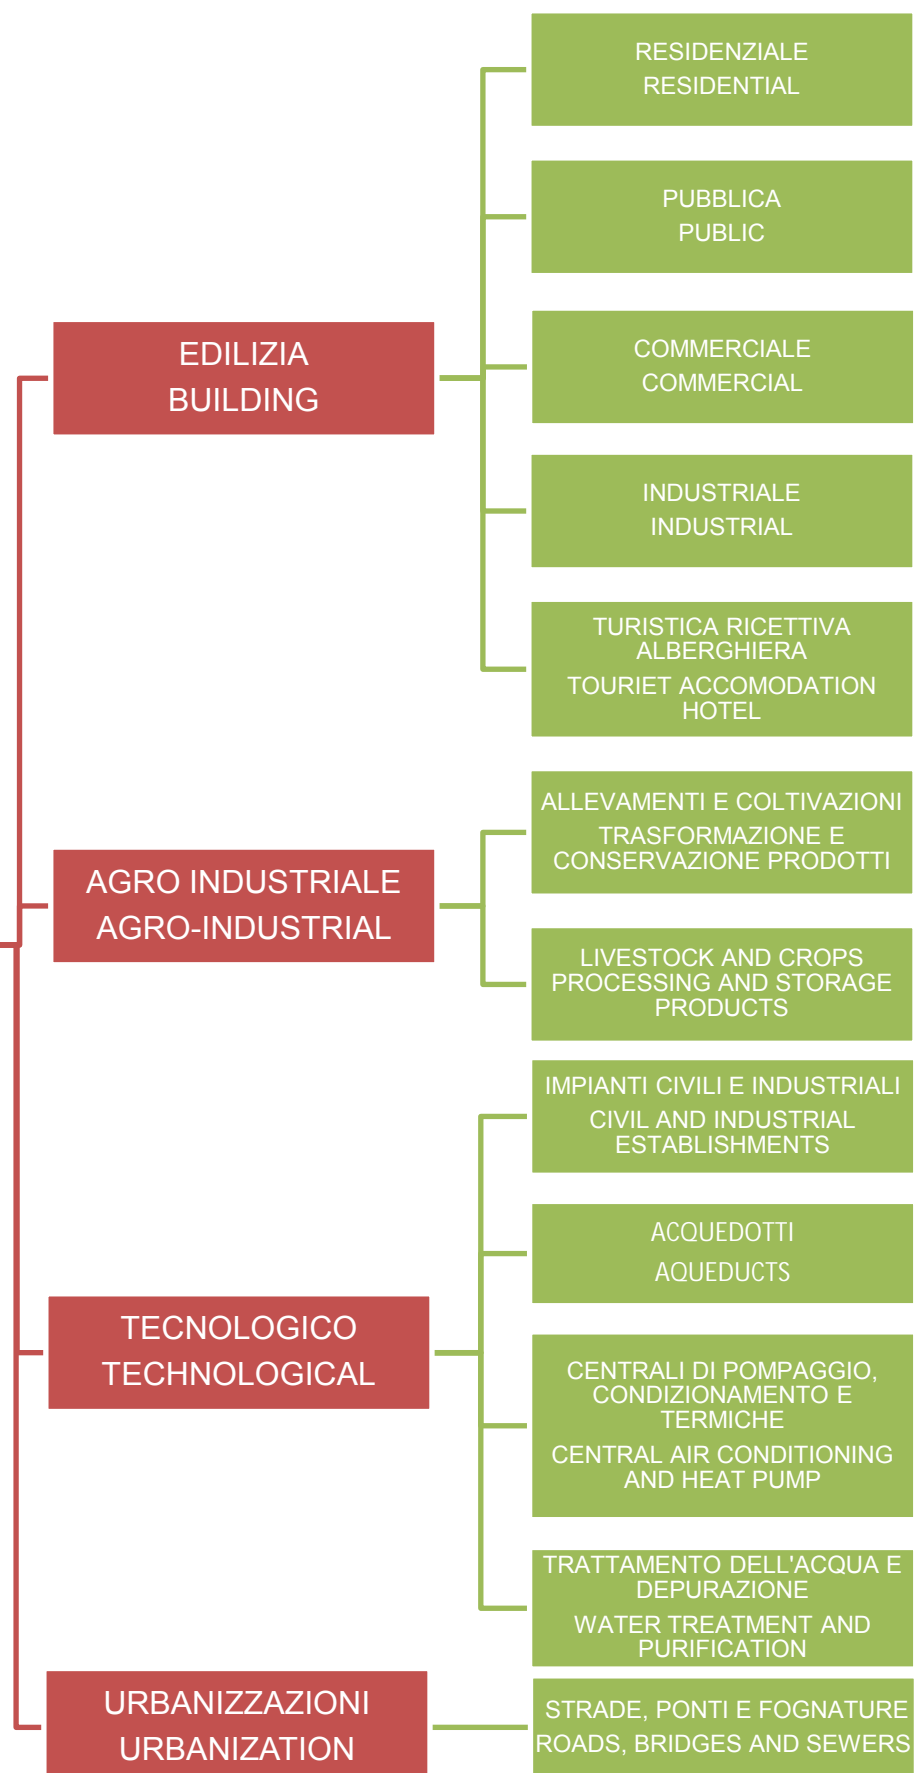 RESIDENZIALE
RESIDENTIAL
PUBBLICA
PUBLIC
EDILIZIA
BUILDING
COMMERCIALE
COMMERCIAL
INDUSTRIALE
INDUSTRIAL
TURISTICA RICETTIVA
ALBERGHIERA
TOURIET ACCOMODATION
HOTEL
AGRO INDUSTRIALE
AGRO-INDUSTRIAL
ALLEVAMENTI E COLTIVAZIONI
TRASFORMAZIONE E
CONSERVAZIONE PRODOTTI
LIVESTOCK AND CROPS
PROCESSING AND STORAGE
PRODUCTS
TECNOLOGICO
TECHNOLOGICAL
IMPIANTI CIVILI E INDUSTRIALI
CIVIL AND INDUSTRIAL
ESTABLISHMENTS
ACQUEDOTTI
AQUEDUCTS
CENTRALI DI POMPAGGIO,
CONDIZIONAMENTO E
TERMICHE
CENTRAL AIR CONDITIONING
AND HEAT PUMP
TRATTAMENTO DELL'ACQUA E
DEPURAZIONE
WATER TREATMENT AND
PURIFICATION
URBANIZZAZIONI
URBANIZATION
STRADE, PONTI E FOGNATURE
ROADS, BRIDGES AND SEWERS